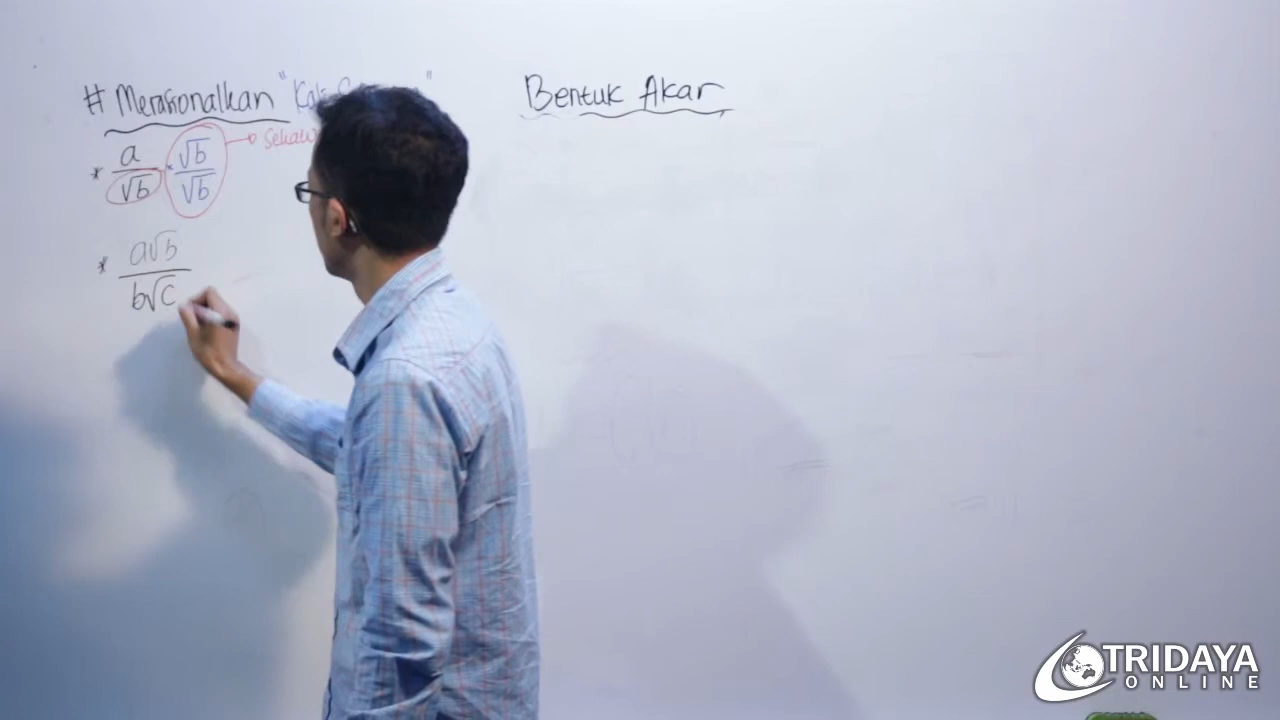 # Merasionalkan "
Bentuk Akar
* a/√b * √b/√b
* a√b/b√c
TRIDAYA
ONLINE